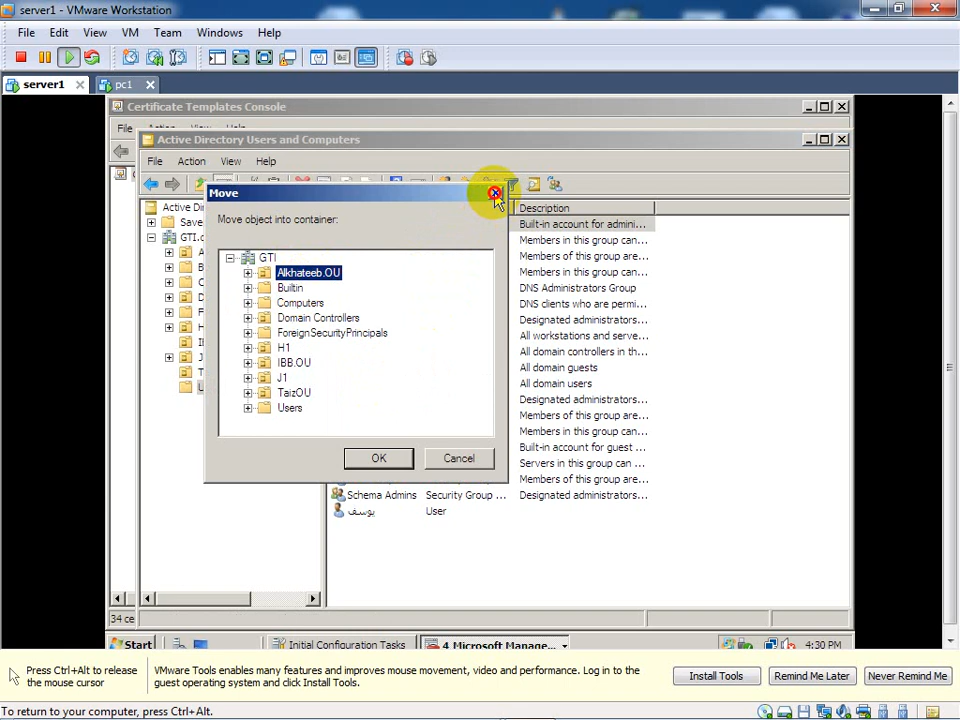 server1 - VMware Workstation
File Edit View VM Team Windows Help
server1 pc1
Certificate Templates Console
File Action View Help
Active Directory Users and Computers
File Action View Help
Move
Move object into container:
GTI
Alkhateeb.OU
Builtin
Computers
Domain Controllers
ForeignSecurityPrincipals
H1
IBB.OU
J1
TaizOU
Users
OK Cancel
Active Dir
Save
GTI.c
A
B
C
D
F
H
J
T
U
Description
Built-in account for admini...
Members in this group can...
Members of this group are...
Members in this group can...
DNS Administrators Group
DNS clients who are permi...
Designated administrators...
All workstations and serve...
All domain controllers in th...
All domain guests
All domain users
Designated administrators...
Members of this group are...
Members in this group can...
Built-in account for guest ...
Servers in this group can ...
Members of this group are...
Schema Admins Security Group ... Designated administrators...
يوسف User
34 ce
Start Initial Configuration Tasks 4 Microsoft Manage... 4:30 PM
Press Ctrl+Alt to release
the mouse cursor
VMware Tools enables many features and improves mouse movement, video and performance. Log in to the
guest operating system and click Install Tools.
Install Tools Remind Me Later Never Remind Me
To return to your computer, press Ctrl+Alt.